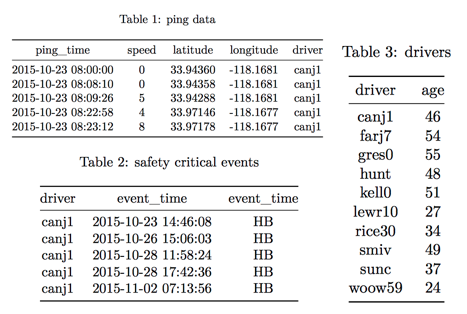 Table 1: ping data
ping_time speed latitude longitude driver
2015-10-23 08:00:00 0 33.94360 -118.1681 canj1
2015-10-23 08:08:10 0 33.94358 -118.1681 canj1
2015-10-23 08:09:26 5 33.94288 -118.1681 canj1
2015-10-23 08:22:58 4 33.97146 -118.1677 canj1
2015-10-23 08:23:12 8 33.97178 -118.1677 canj1
Table 2: safety critical events
driver event_time event_time
canj1 2015-10-23 14:46:08 HB
canj1 2015-10-26 15:06:03 HB
canj1 2015-10-28 11:58:24 HB
canj1 2015-10-28 17:42:36 HB
canj1 2015-11-02 07:13:56 HB
Table 3: drivers
driver age
canj1 46
farj7 54
gres0 55
hunt 48
kell0 51
lewr10 27
rice30 34
smiv 49
sunc 37
woow59 24